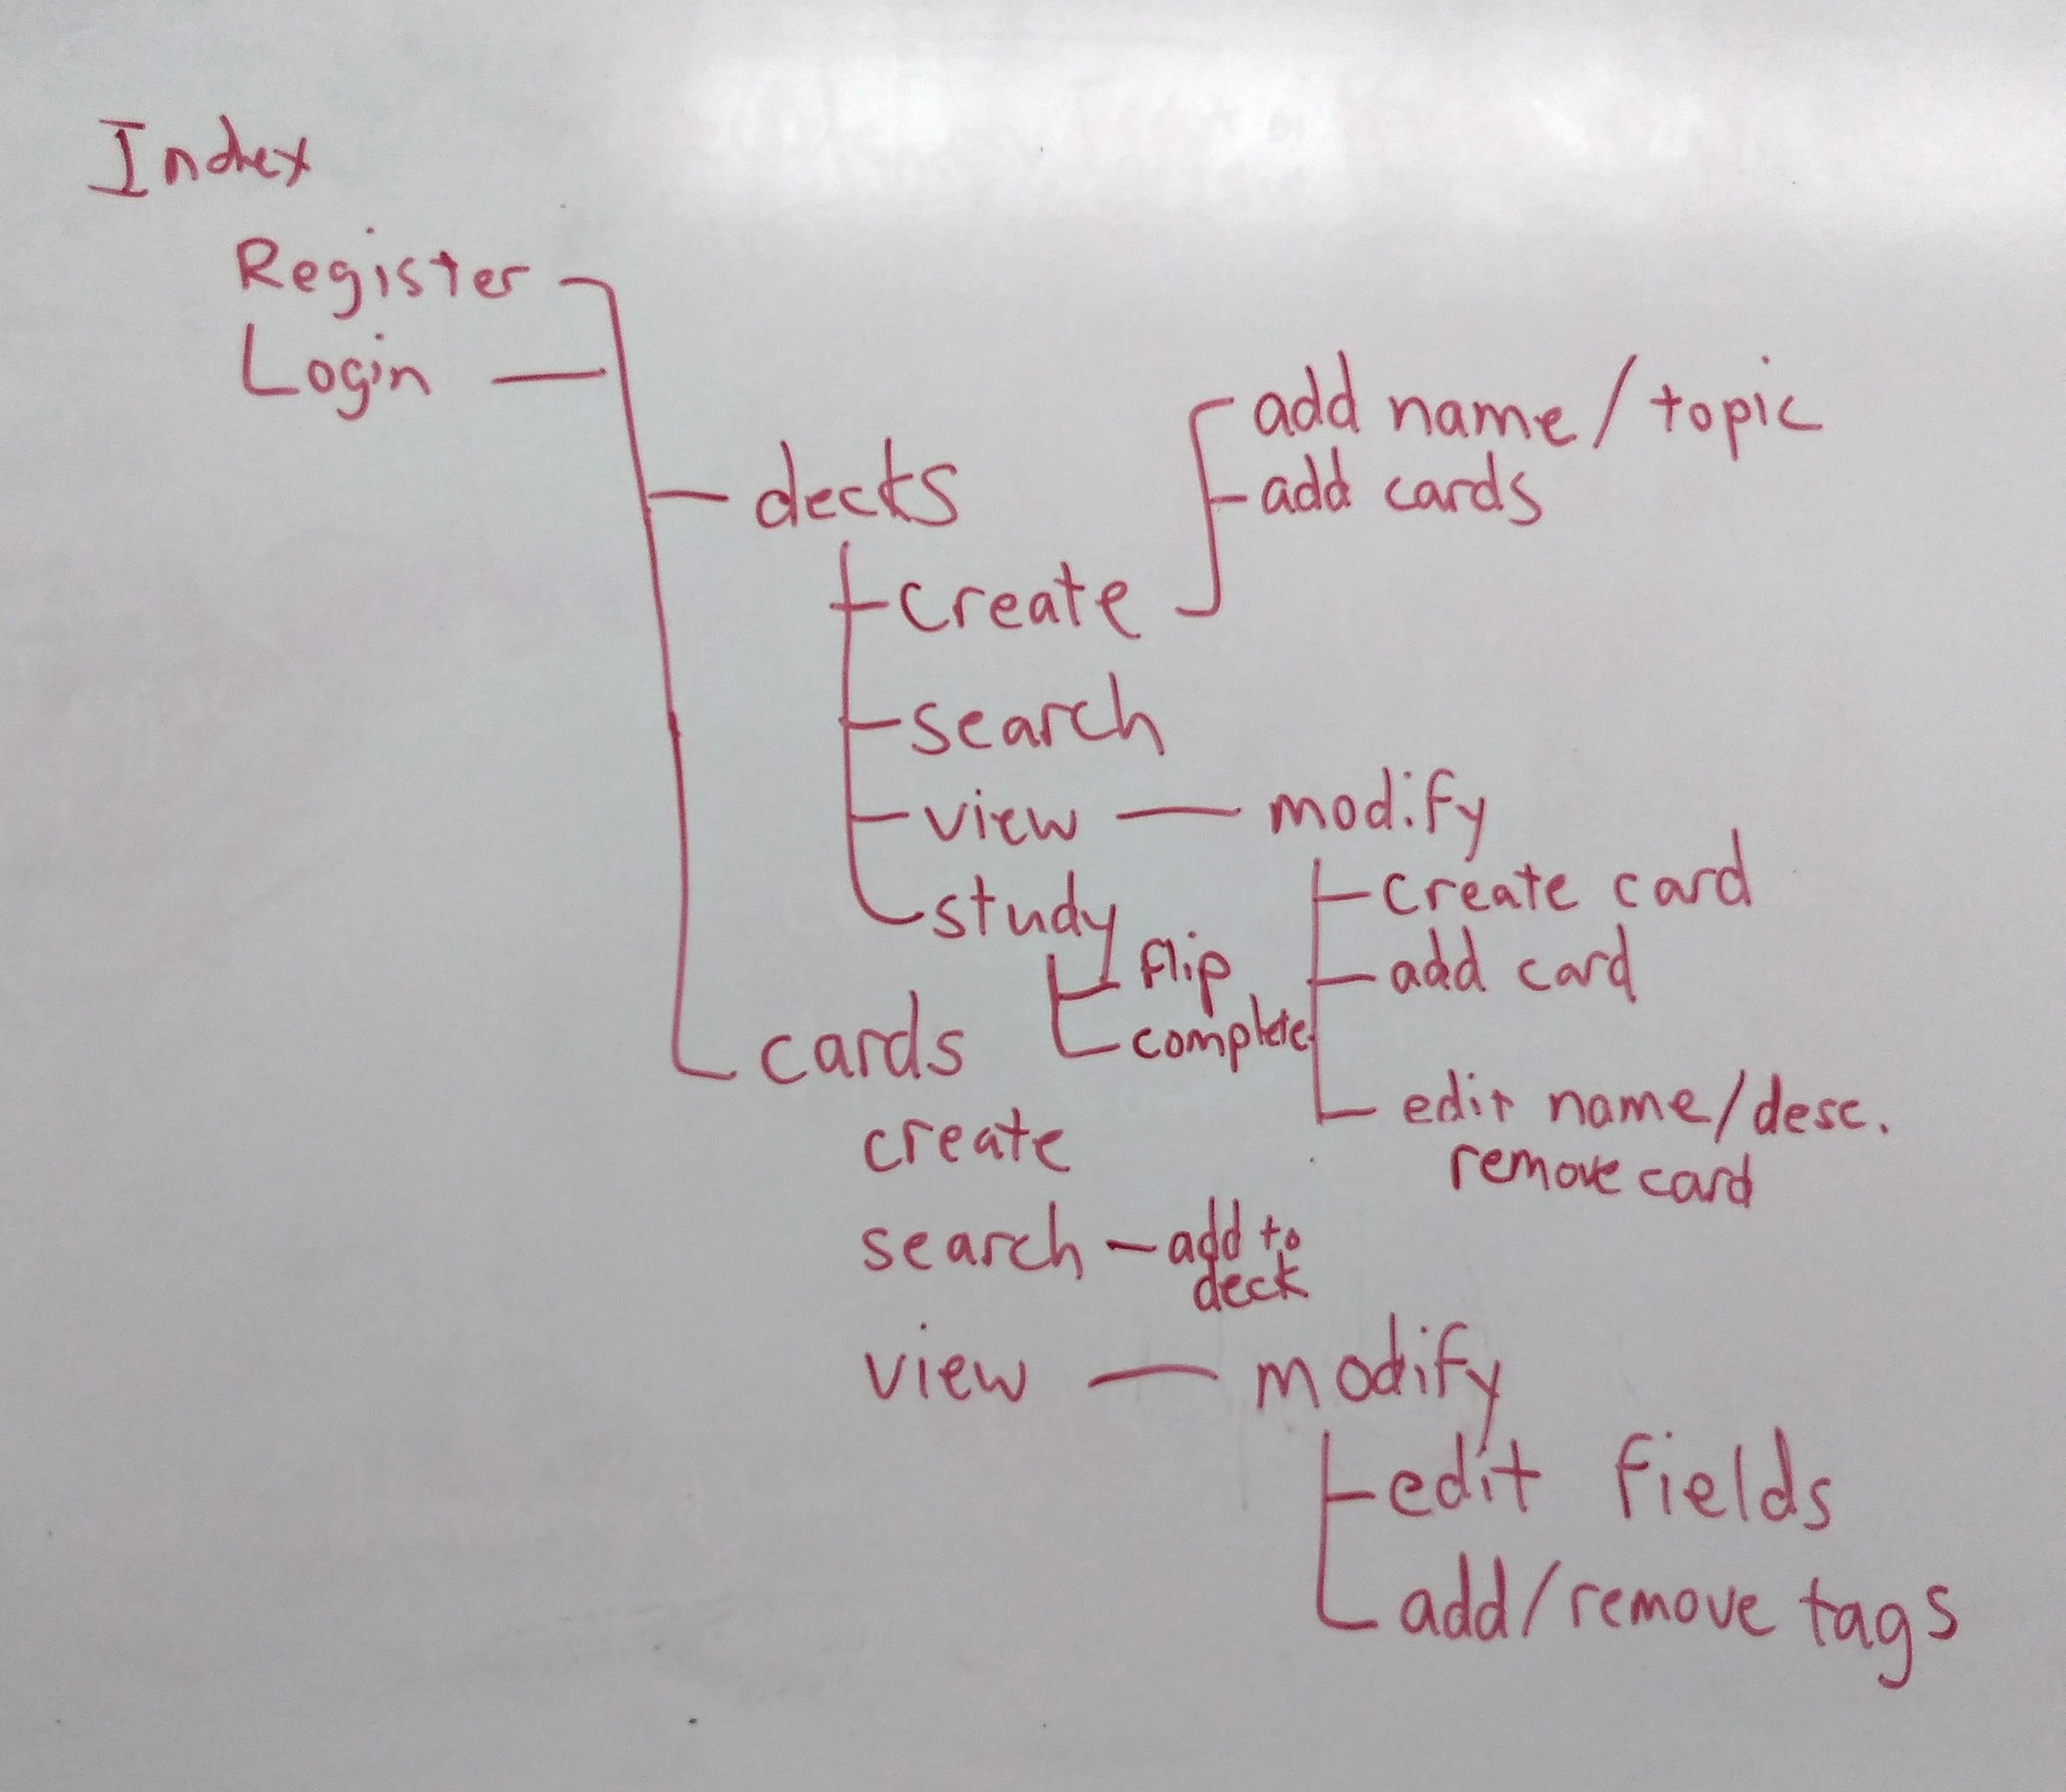 Index
Register
Login
decks
create
add name/topic
add cards
search
view — modify
create card
add card
edit name/desc.
remove card
study
flip
complete
cards
create
search — add to
deck
view — modify
edit fields
add/remove tags